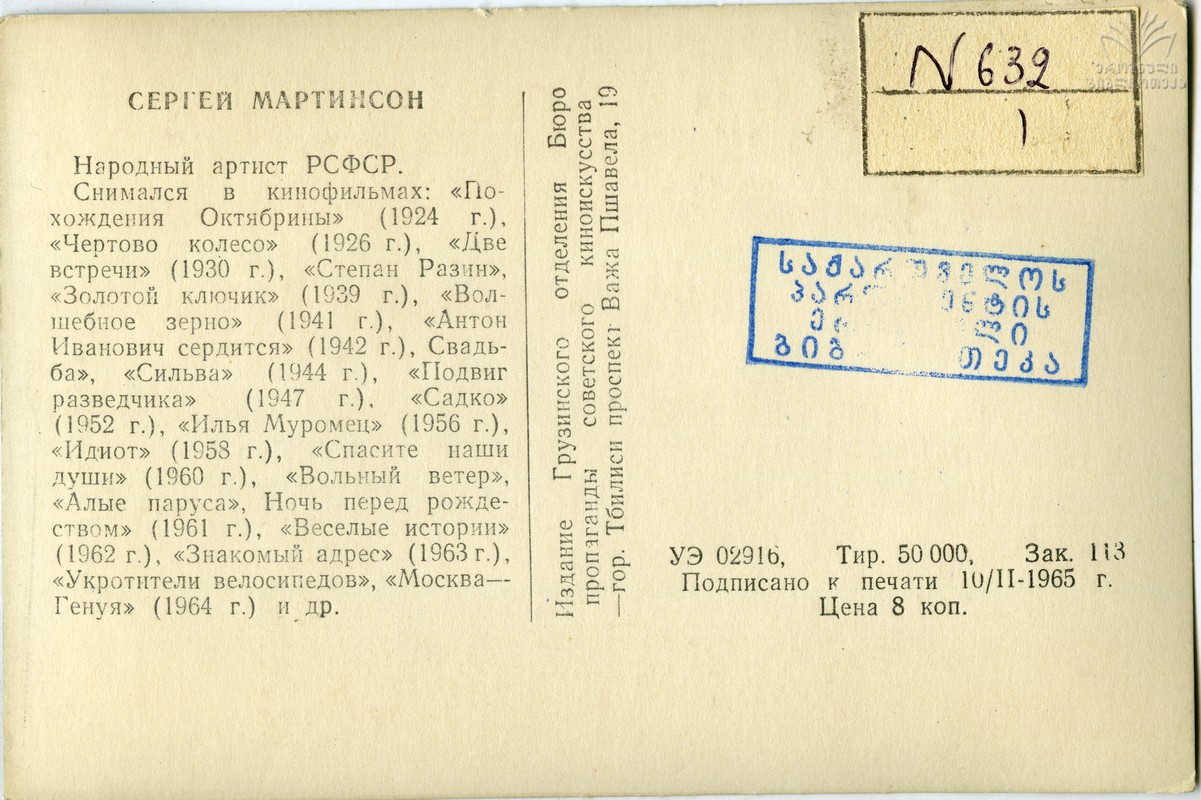 СЕРГЕЙ МАРТИНСОН
Народный артист РСФСР.
Снимался в кинофильмах: «По-
хождения Октябрины» (1924 г.),
«Чертово колесо» (1926 г.), «Две
встречи» (1930 г.), «Степан Разин»,
«Золотой ключик» (1939 г.), «Вол-
шебное зерно» (1941 г.), «Антон
Иванович сердится» (1942 г.), Свадь-
ба», «Сильва» (1944 г.), «Подвиг
разведчика» (1947 г.), «Садко»
(1952 г.), «Илья Муромец» (1956 г.),
«Идиот» (1958 г.), «Спасите наши
души» (1960 г.), «Вольный ветер»,
«Алые паруса», Ночь перед рожде-
ством» (1961 г.), «Веселые истории»
(1962 г.), «Знакомый адрес» (1963 г.),
«Укротители велосипедов», «Москва—
Генуя» (1964 г.) и др.
Издание Грузинского отделения Бюро
пропаганды советского киноискусства
—гор. Тбилиси проспект Важа Пшавела, 19
N 632
1
საქართველოს
УЭ 02916, Тир. 50 000, Зак. 113
Подписано к печати 10/II-1965 г.
Цена 8 коп.